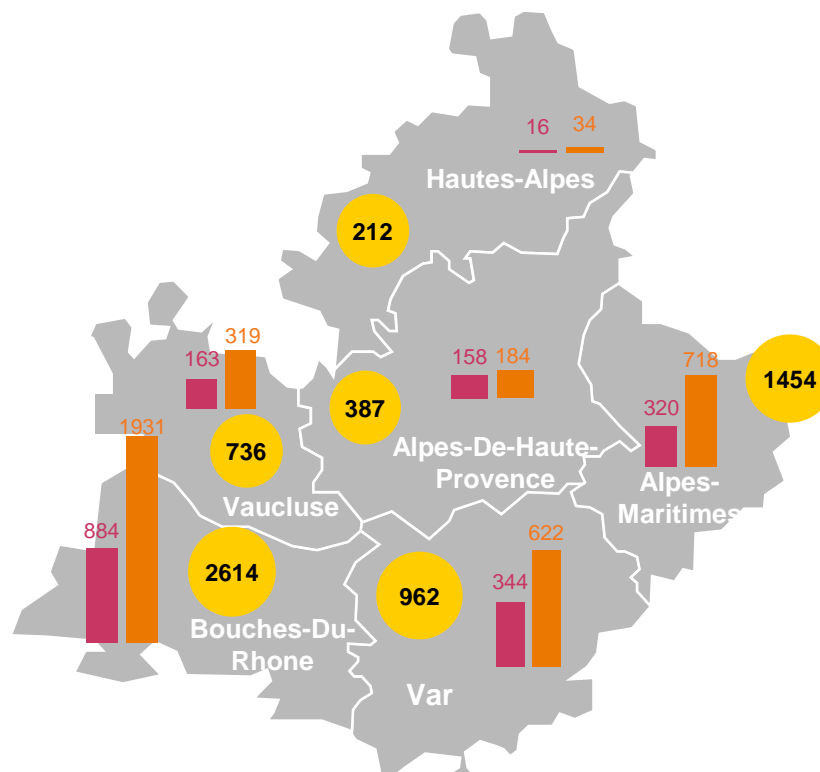 16
34
Hautes-Alpes
212
163
319
736
Vaucluse
158
184
387
Alpes-De-Haute-
Provence
718
1454
320
Alpes-
Maritimes
1931
884
2614
Bouches-Du-
Rhone
622
344
962
Var